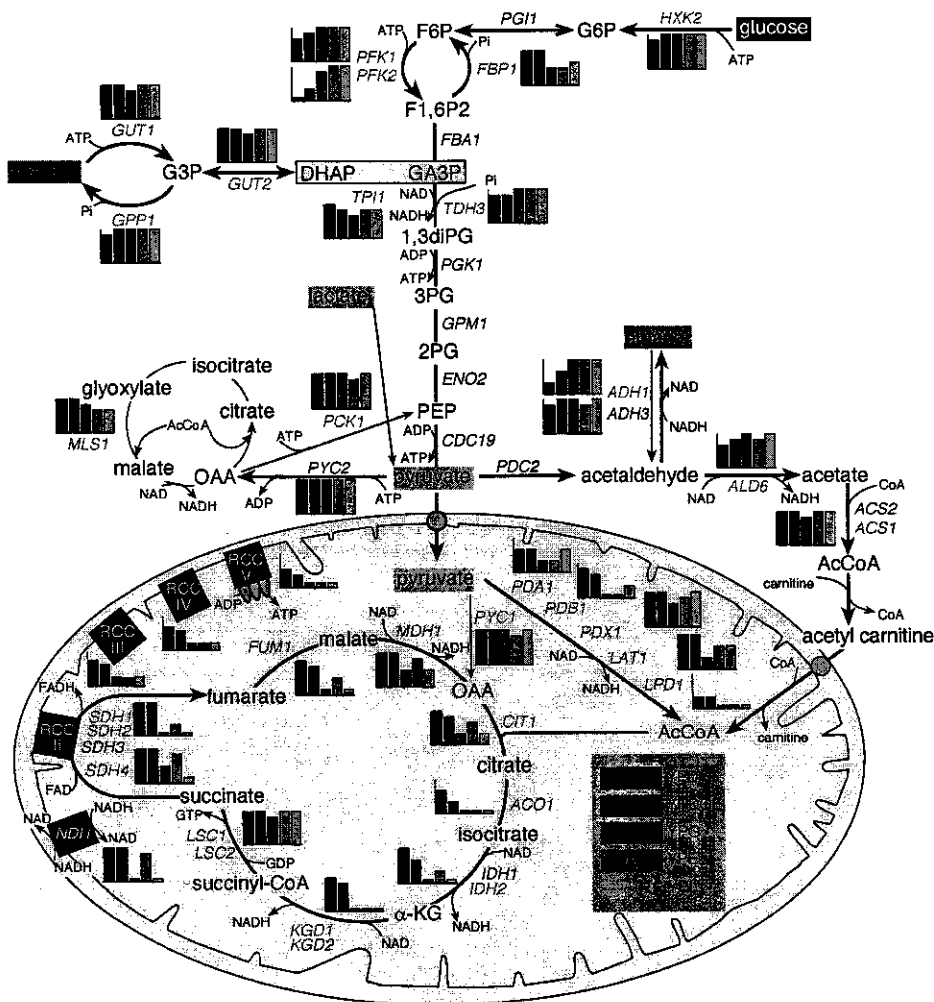 F6P
PGI1
G6P
HXK2
glucose
ATP
Pi
ATP
PFK1
PFK2
FBP1
F1,6P2
GUT1
ATP
FBA1
G3P
GUT2
DHAP
GA3P
Pi
GPP1
TPI1
NAD
NADH
TDH3
Pi
1,3diPG
ADP
ATP
PGK1
lactate
3PG
GPM1
2PG
isocitrate
glyoxylate
citrate
MLS1
AcCoA
PCK1
ENO2
PEP
ADP
ATP
CDC19
ATP
ADH1
ADH3
NAD
NADH
malate
OAA
PYC2
pyruvate
PDC2
acetaldehyde
acetate
NAD
NADH
ADP
ATP
NAD
ALD6
NADH
CoA
ACS2
ACS1
AcCoA
carnitine
CoA
acetyl carnitine
RCC
V
RCC
IV
RCC
III
ADP
ATP
pyruvate
PDA1
PDB1
PDX1
LAT1
LPD1
PYC1
NAD
NADH
CoA
carnitine
FUM1
malate
NAD
MDH1
NADH
OAA
FADH
fumarate
RCC
II
SDH1
SDH2
SDH3
SDH4
CIT1
AcCoA
citrate
FAD
NADH
succinate
GTP
ACO1
NAD
NDI1
NAD
NADH
LSC1
LSC2
GDP
isocitrate
NAD
IDH1
IDH2
succinyl-CoA
NADH
α-KG
NADH
KGD1
KGD2
NAD